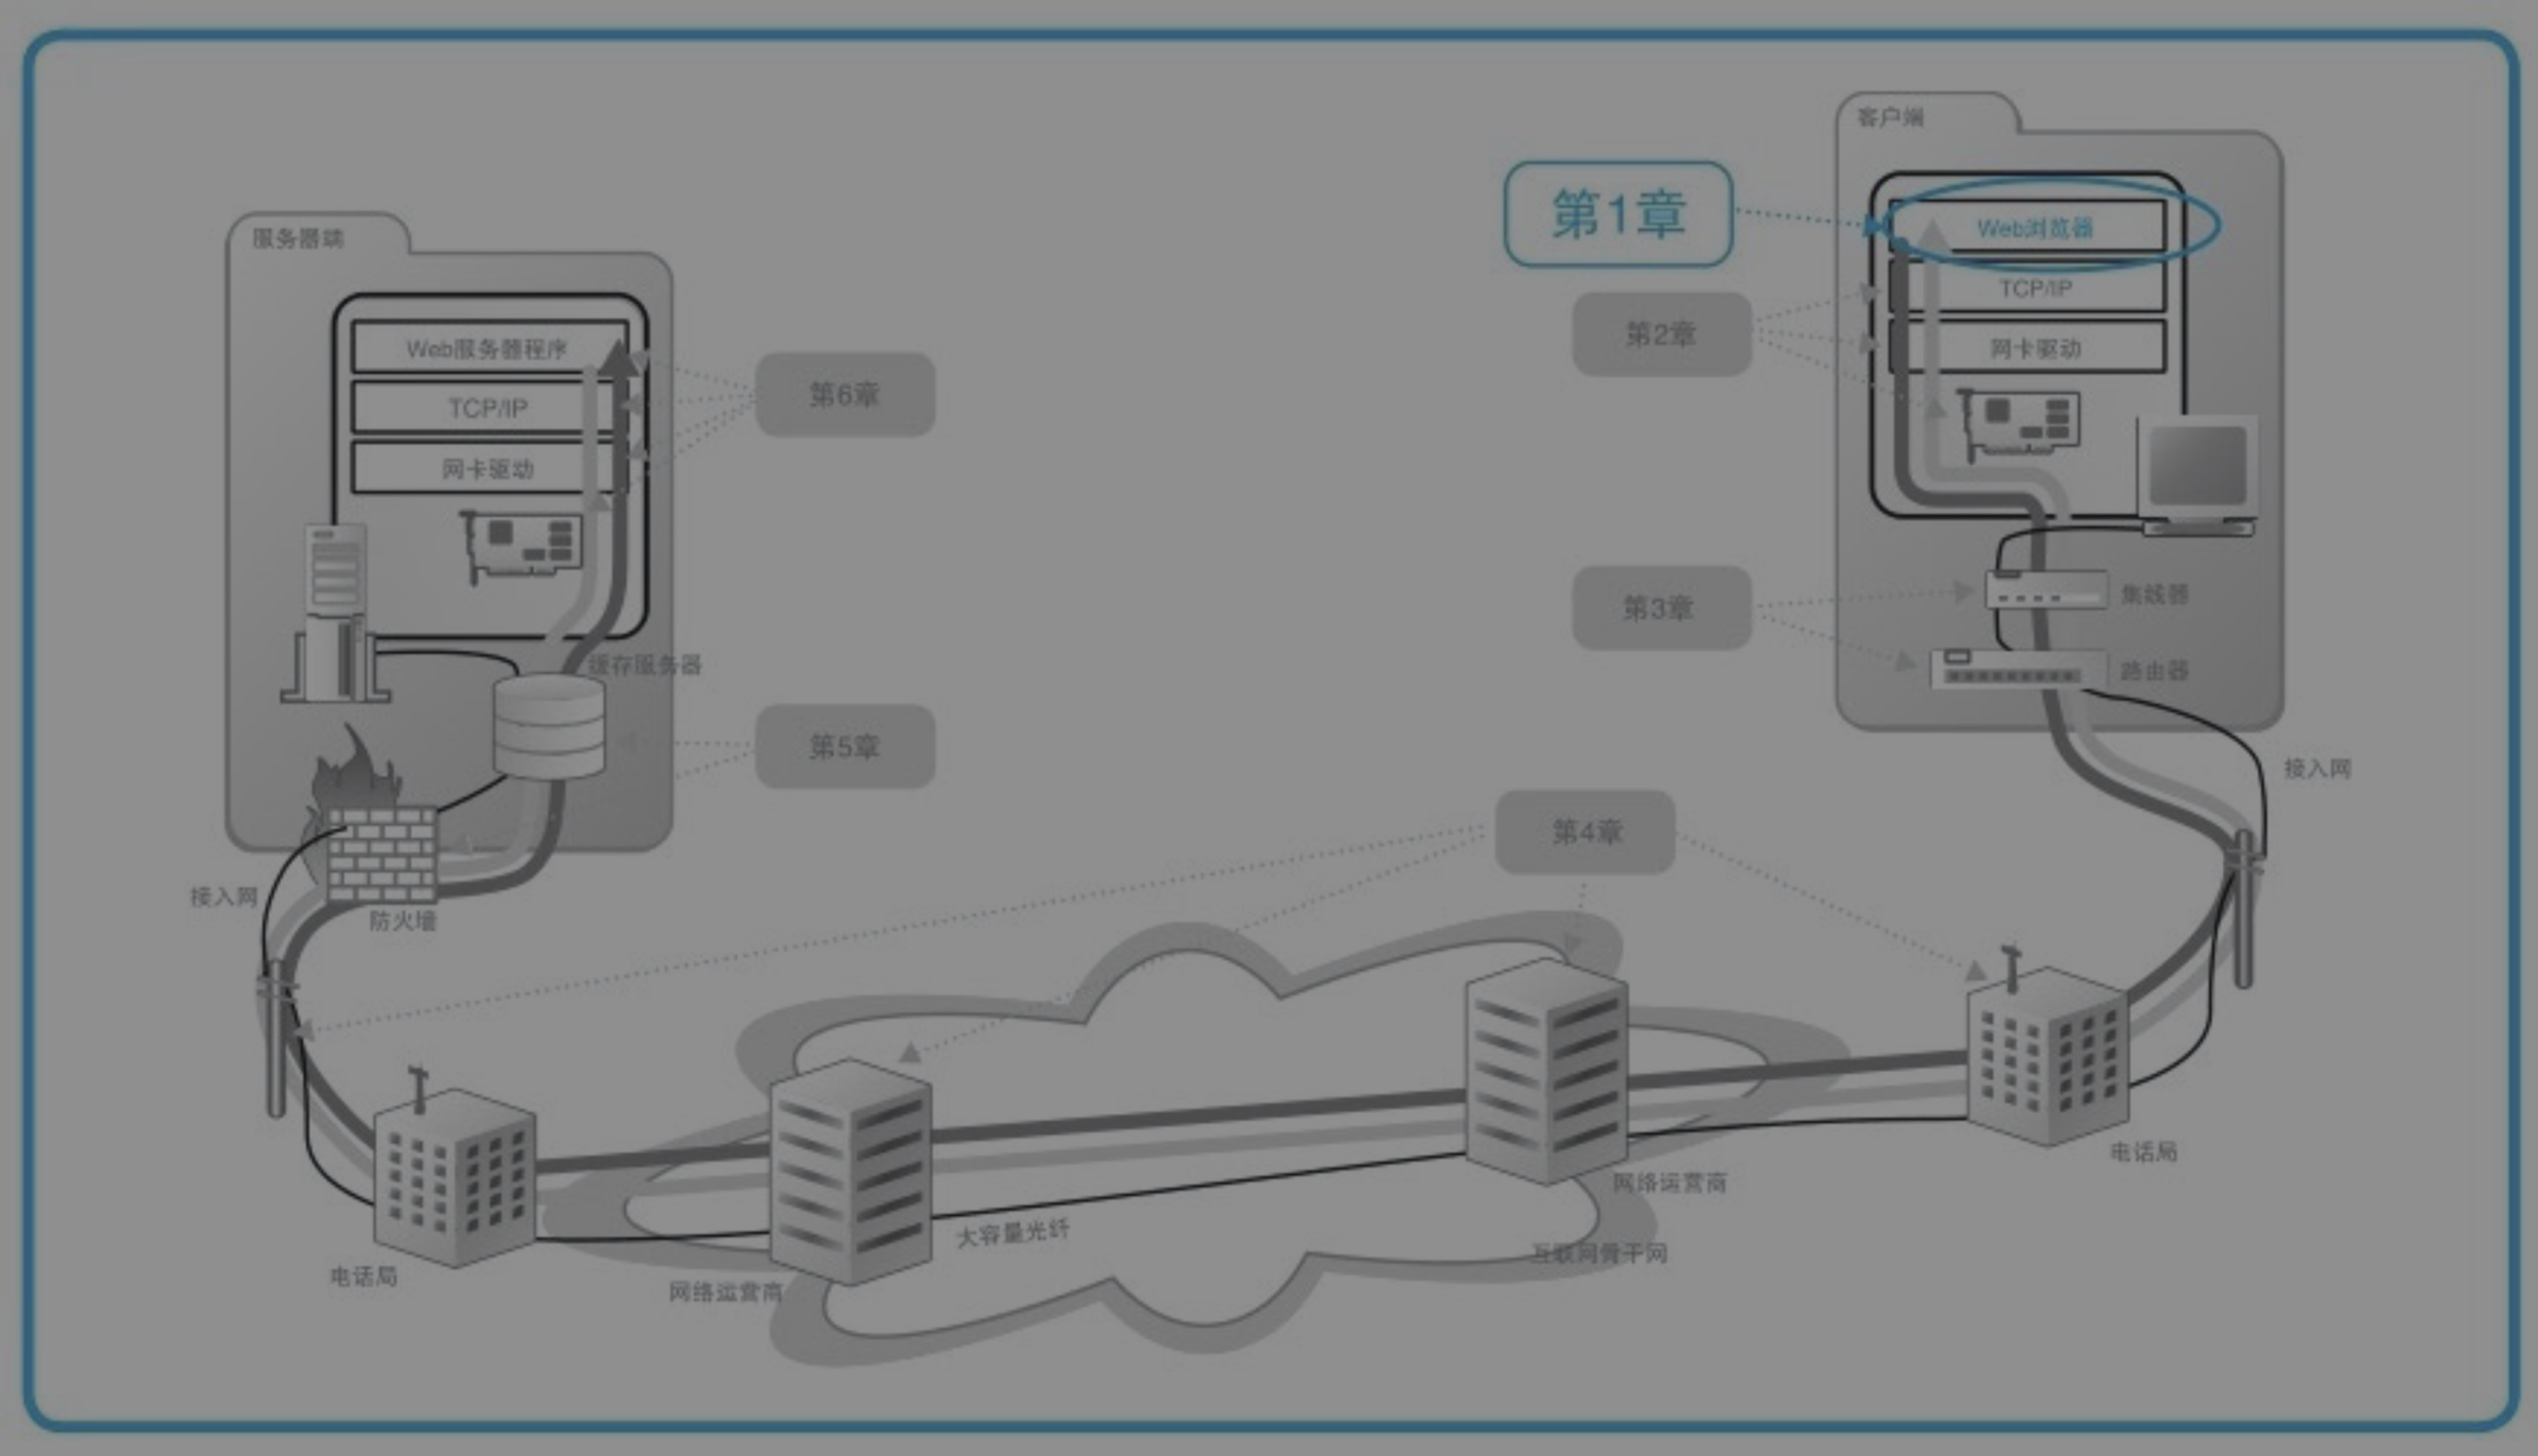 客户端
第1章
Web浏览器
TCP/IP
网卡驱动
第2章
第3章
集线器
路由器
服务器端
Web服务器程序
TCP/IP
网卡驱动
第6章
缓存服务器
第5章
接入网
第4章
接入网
防火墙
电话局
网络运营商
大容量光纤
互联网骨干网
电话局
网络运营商